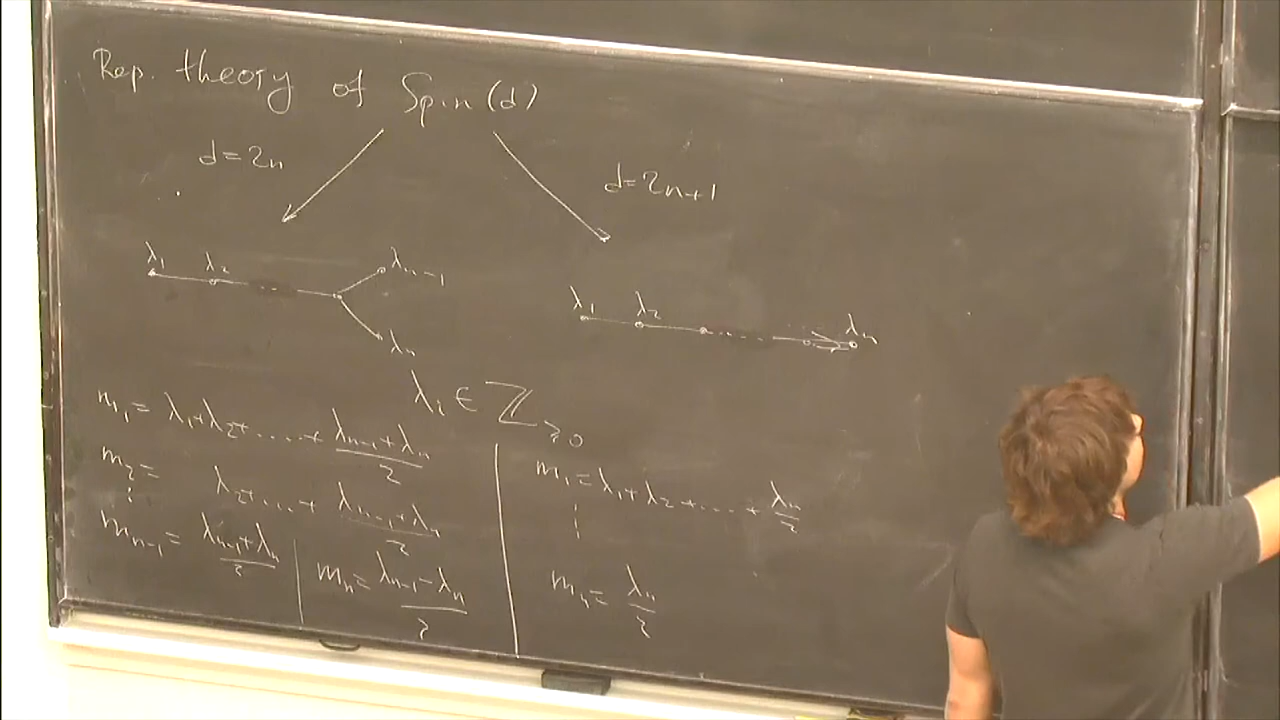 Rep. theory of Spin(d)
d=2n
d=2n+1
λ₁ λ₂ ... λₙ₋₁
λₙ
λ₁ λ₂ ... λₙ
λᵢ ∈ ℤ≥0
m₁ = λ₁+λ₂+.....+ (λₙ₋₁+λₙ)/2
m₂ = λ₂+....+ (λₙ₋₁+λₙ)/2
⋮
mₙ₋₁ = (λₙ₋₁+λₙ)/2
mₙ = (λₙ₋₁-λₙ)/2
m₁ = λ₁+λ₂+....+ λₙ/2
⋮
mₙ = λₙ/2